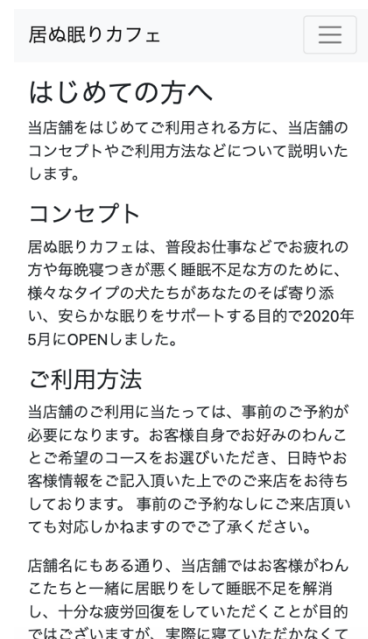 居ぬ眠りカフェ
はじめての方へ
当店舗をはじめてご利用される方に、当店舗の
コンセプトやご利用方法などについて説明いた
します。
コンセプト
居ぬ眠りカフェは、普段お仕事などでお疲れの
方や毎晩寝つきが悪く睡眠不足な方のために、
様々なタイプの犬たちがあなたのそば寄り添
い、安らかな眠りをサポートする目的で2020年
5月にOPENしました。
ご利用方法
当店舗のご利用に当たっては、事前のご予約が
必要になります。お客様自身でお好みのわんこ
とご希望のコースをお選びいただき、日時やお
客様情報をご記入頂いた上でのご来店をお待ち
しております。 事前のご予約なしにご来店頂い
ても対応しかねますのでご了承ください。
店舗名にもある通り、当店舗ではお客様がわん
こたちと一緒に居眠りをして睡眠不足を解消
し、十分な疲労回復をしていただくことが目的
ではございますが、実際に寝ていただかなくて